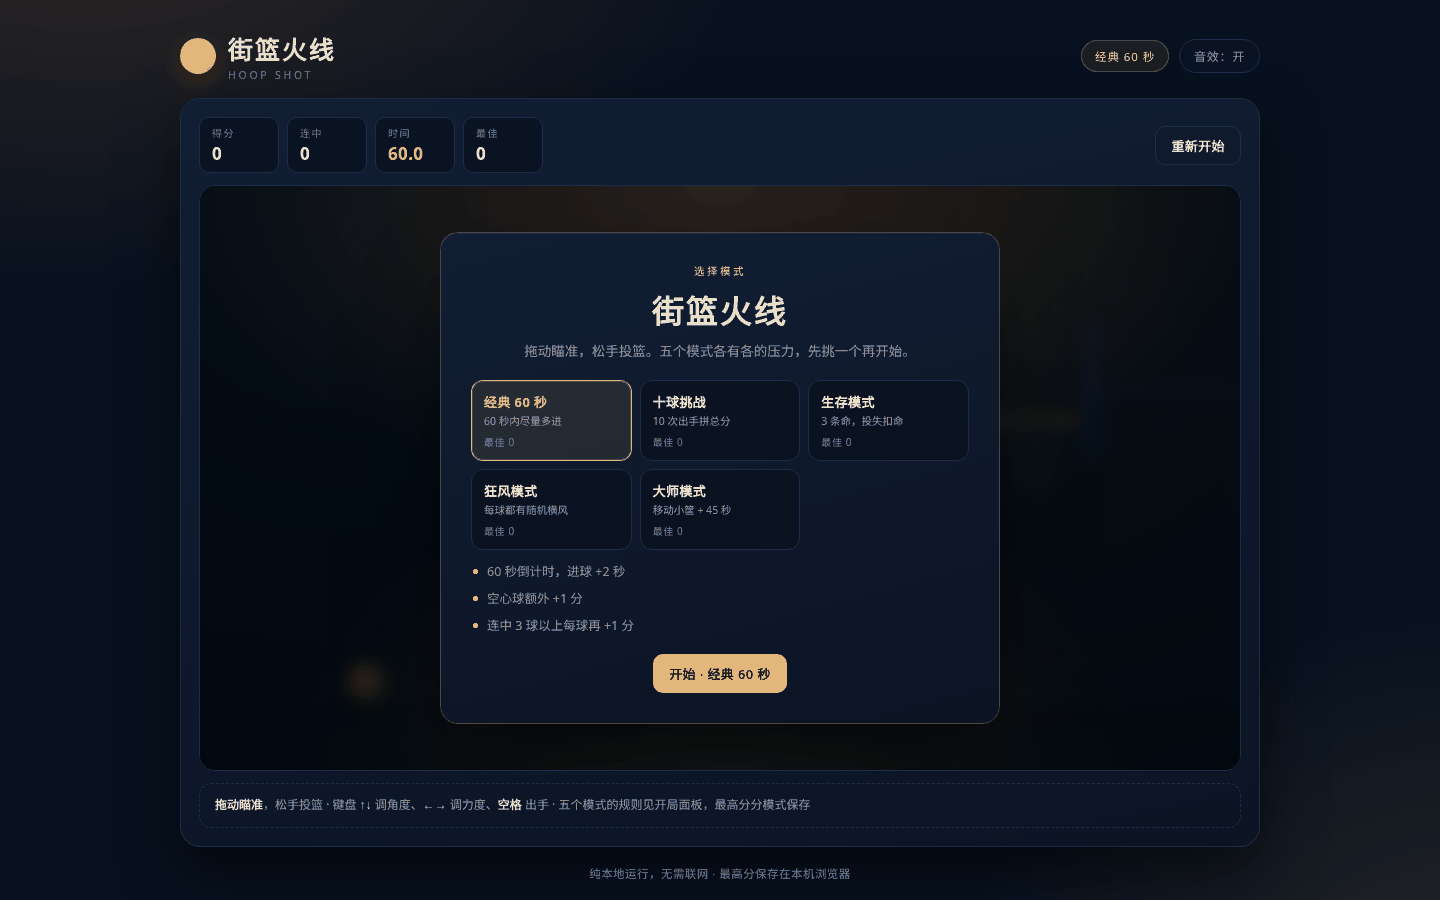 街篮火线
HOOP SHOT
经典 60 秒
音效：开
得分
0
连中
0
时间
60.0
最佳
0
重新开始
选择模式
街篮火线
拖动瞄准，松手投篮。五个模式各有各的压力，先挑一个再开始。
经典 60 秒
60 秒内尽量多进
最佳 0
十球挑战
10 次出手拼总分
最佳 0
生存模式
3 条命，投失扣命
最佳 0
狂风模式
每球都有随机横风
最佳 0
大师模式
移动小筐 + 45 秒
最佳 0
60 秒倒计时，进球 +2 秒
空心球额外 +1 分
连中 3 球以上每球再 +1 分
开始 · 经典 60 秒
拖动瞄准，松手投篮 · 键盘 ↑↓ 调角度、←→ 调力度、空格 出手 · 五个模式的规则见开局面板，最高分分模式保存
纯本地运行，无需联网 · 最高分保存在本机浏览器